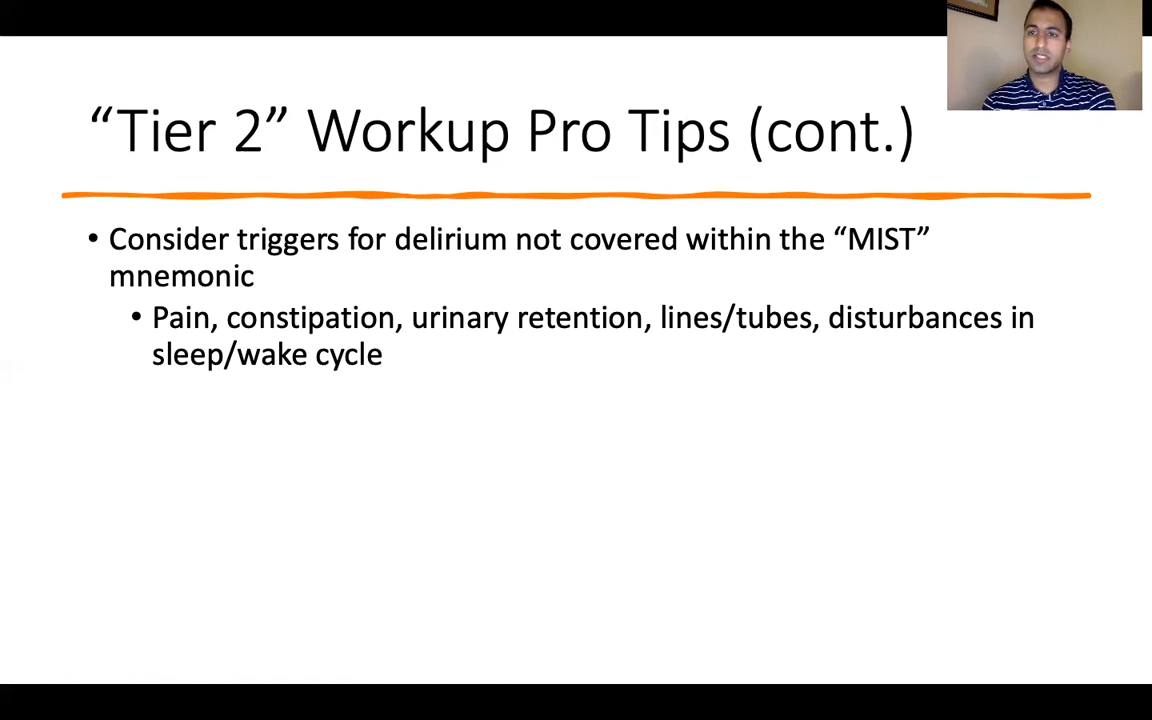 “Tier 2” Workup Pro Tips (cont.)
• Consider triggers for delirium not covered within the “MIST”
mnemonic
• Pain, constipation, urinary retention, lines/tubes, disturbances in
sleep/wake cycle